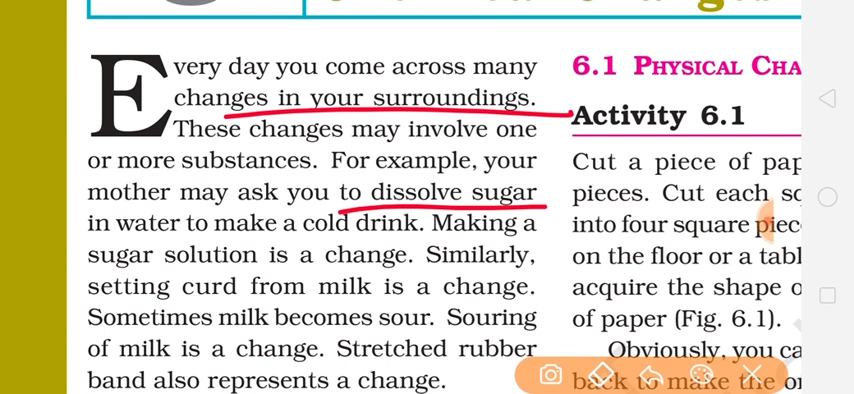 Every day you come across many
changes in your surroundings.
These changes may involve one
or more substances. For example, your
mother may ask you to dissolve sugar
in water to make a cold drink. Making a
sugar solution is a change. Similarly,
setting curd from milk is a change.
Sometimes milk becomes sour. Souring
of milk is a change. Stretched rubber
band also represents a change.
6.1 PHYSICAL CHA
Activity 6.1
Cut a piece of pap
pieces. Cut each sq
into four square piec
on the floor or a tabl
acquire the shape o
of paper (Fig. 6.1).
Obviously, you ca
back to make the or